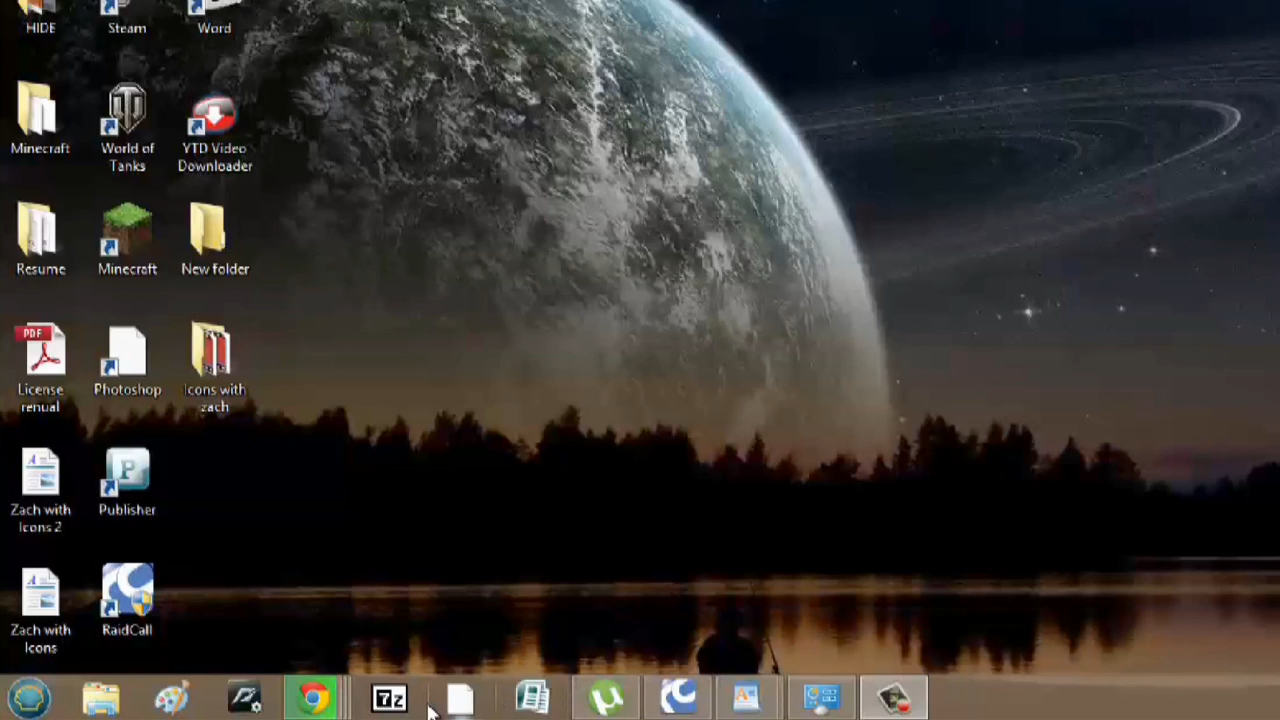 HIDE
Steam
Word
Minecraft
World of
Tanks
YTD Video
Downloader
Resume
Minecraft
New folder
PDF
License
renual
Photoshop
Icons with
zach
Zach with
Icons 2
P
Publisher
Zach with
Icons
RaidCall
7z